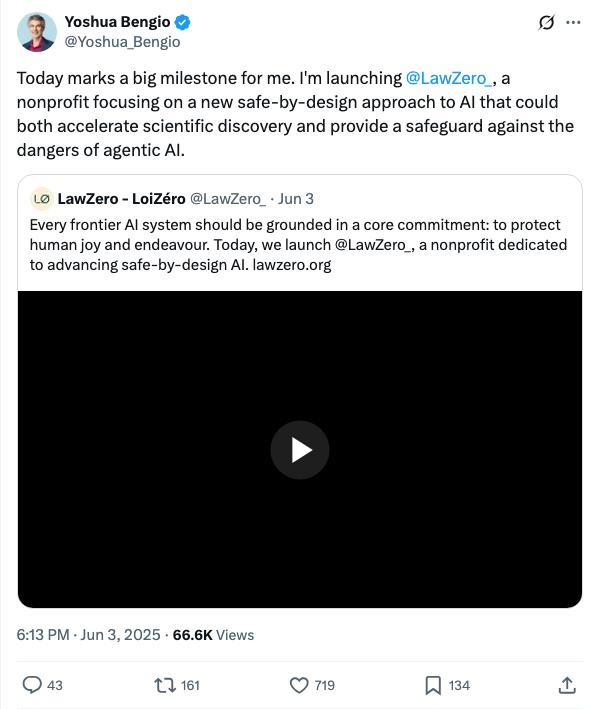 Yoshua Bengio
@Yoshua_Bengio
Today marks a big milestone for me. I'm launching @LawZero_, a
nonprofit focusing on a new safe-by-design approach to AI that could
both accelerate scientific discovery and provide a safeguard against the
dangers of agentic AI.
LØ LawZero - LoiZéro @LawZero_ · Jun 3
Every frontier AI system should be grounded in a core commitment: to protect
human joy and endeavour. Today, we launch @LawZero_, a nonprofit dedicated
to advancing safe-by-design AI. lawzero.org
6:13 PM · Jun 3, 2025 · 66.6K Views
43 161 719 134